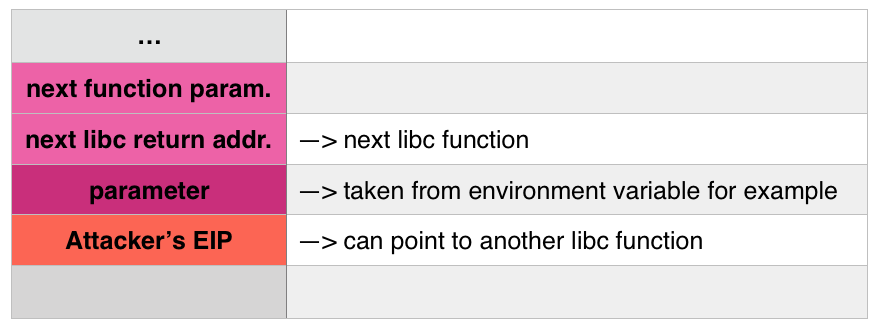 ...
next function param.
next libc return addr. —> next libc function
parameter —> taken from environment variable for example
Attacker's EIP —> can point to another libc function